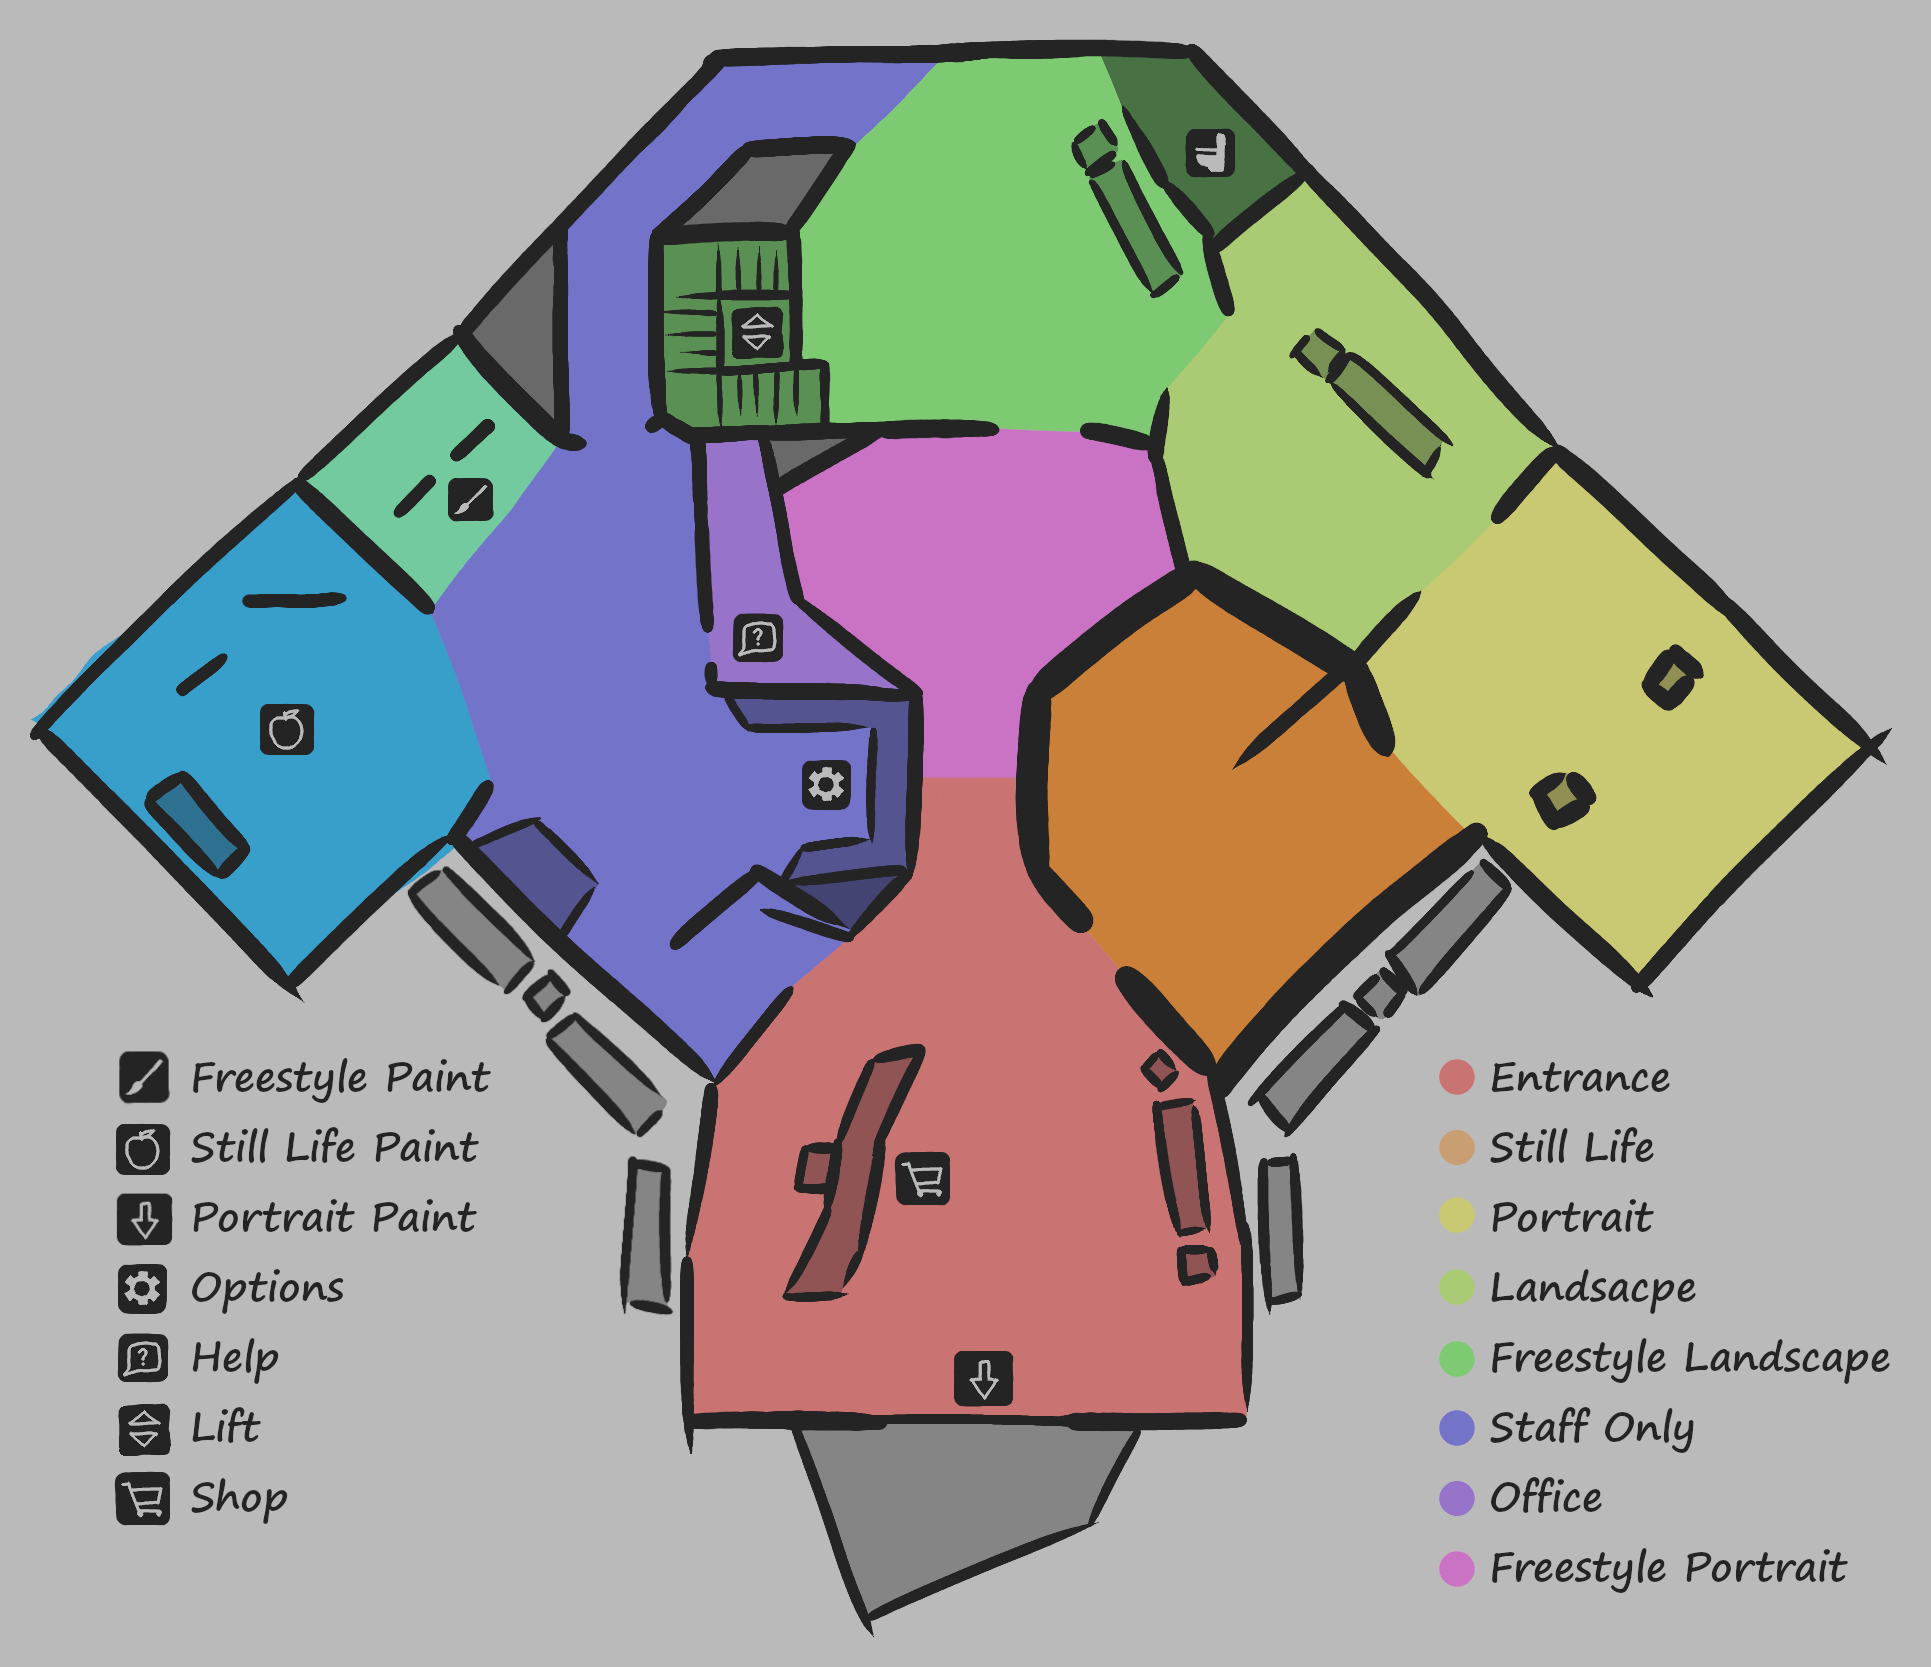 Freestyle Paint
Still Life Paint
Portrait Paint
Options
Help
Lift
Shop
Entrance
Still Life
Portrait
Landsacpe
Freestyle Landscape
Staff Only
Office
Freestyle Portrait
?
?